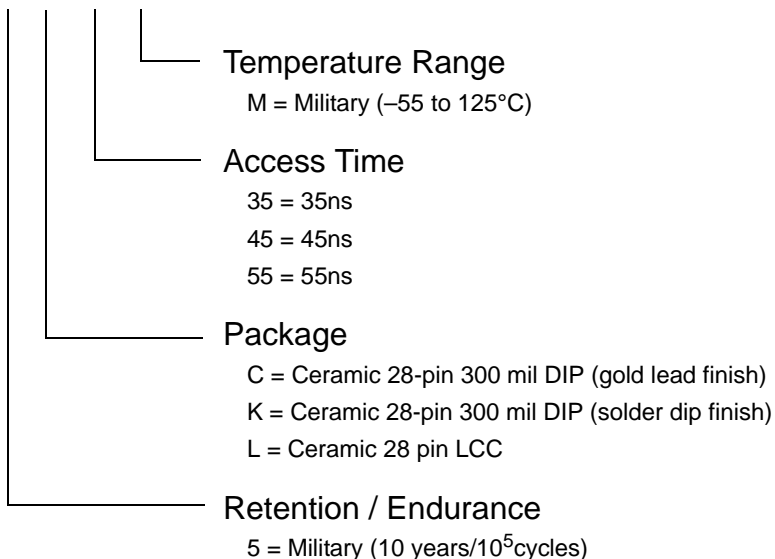 Temperature Range
M = Military (–55 to 125°C)
Access Time
35 = 35ns
45 = 45ns
55 = 55ns
Package
C = Ceramic 28-pin 300 mil DIP (gold lead finish)
K = Ceramic 28-pin 300 mil DIP (solder dip finish)
L = Ceramic 28 pin LCC
Retention / Endurance
5 = Military (10 years/10⁵cycles)